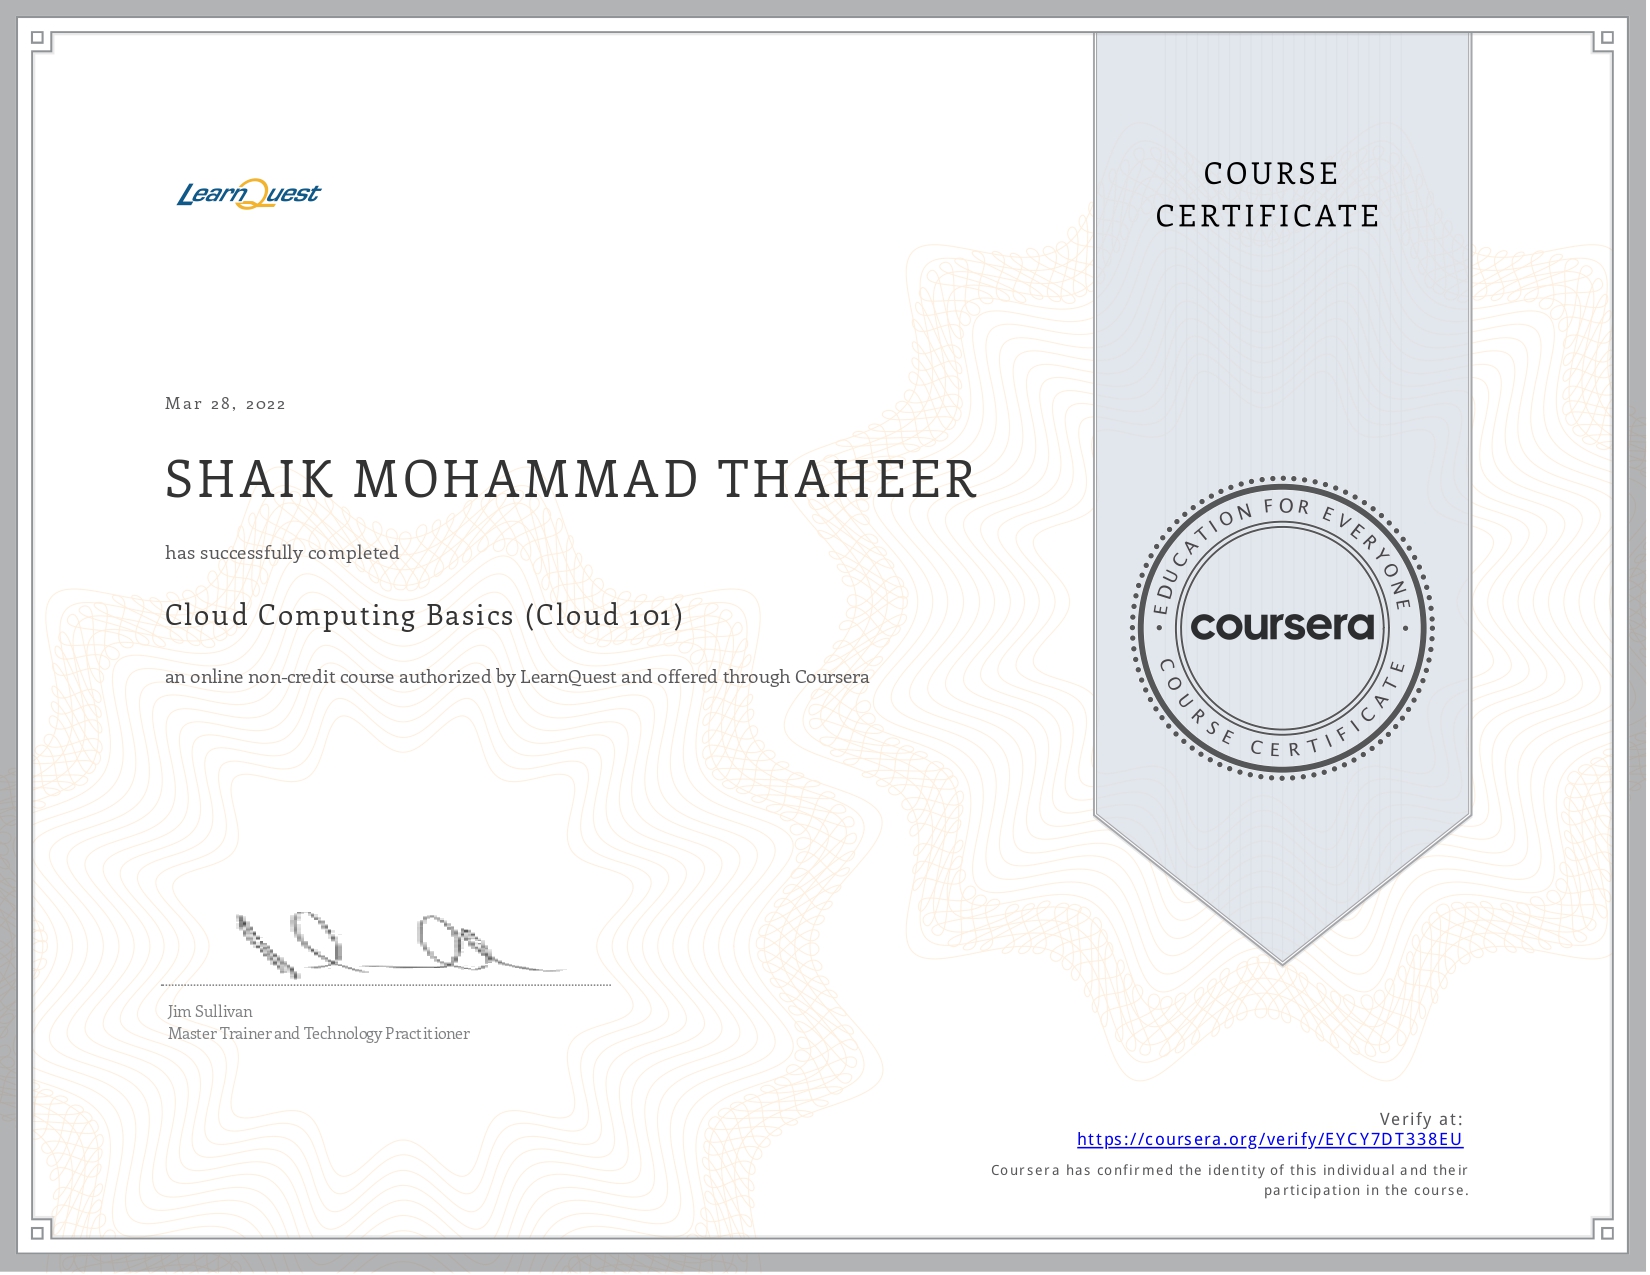 LearnQuest
COURSE
CERTIFICATE
Mar 28, 2022
SHAIK MOHAMMAD THAHEER
has successfully completed
Cloud Computing Basics (Cloud 101)
an online non-credit course authorized by LearnQuest and offered through Coursera
EDUCATION FOR EVERYONE
coursera
COURSE CERTIFICATE
Jim Sullivan
Master Trainer and Technology Practitioner
Verify at:
https://coursera.org/verify/EYCY7DT338EU
Coursera has confirmed the identity of this individual and their
participation in the course.